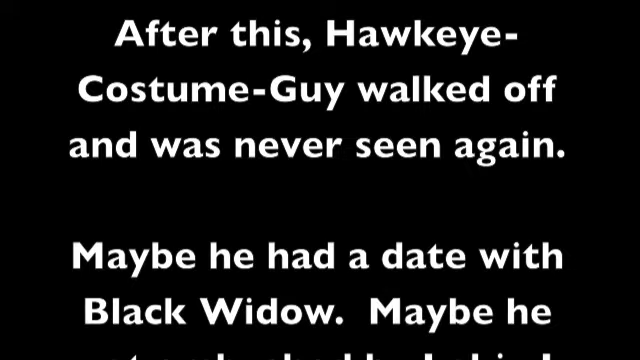 After this, Hawkeye-
Costume-Guy walked off
and was never seen again.
Maybe he had a date with
Black Widow.  Maybe he